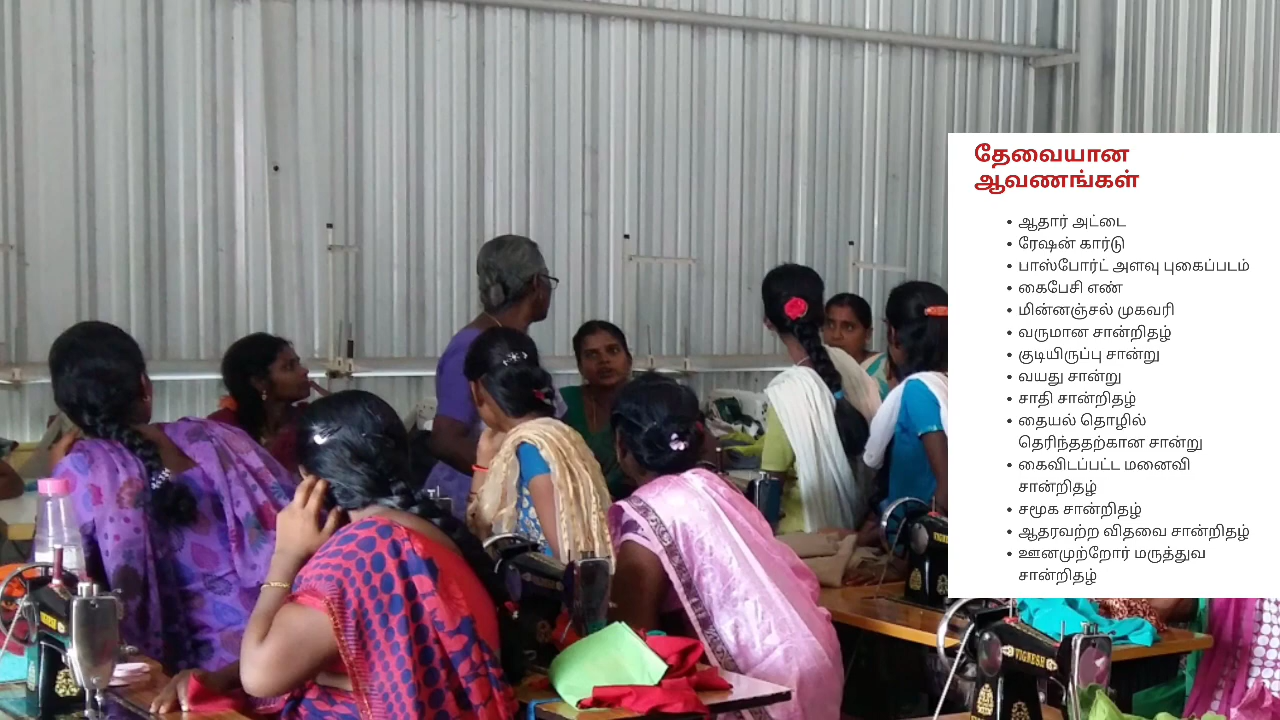 தேவையான
ஆவணங்கள்
• ஆதார் அட்டை
• ரேஷன் கார்டு
• பாஸ்போர்ட் அளவு புகைப்படம்
• கைபேசி எண்
• மின்னஞ்சல் முகவரி
• வருமான சான்றிதழ்
• குடியிருப்பு சான்று
• வயது சான்று
• சாதி சான்றிதழ்
• தையல் தொழில்
தெரிந்ததற்கான சான்று
• கைவிடப்பட்ட மனைவி
சான்றிதழ்
• சமூக சான்றிதழ்
• ஆதரவற்ற விதவை சான்றிதழ்
• ஊனமுற்றோர் மருத்துவ
சான்றிதழ்
VIGNESH